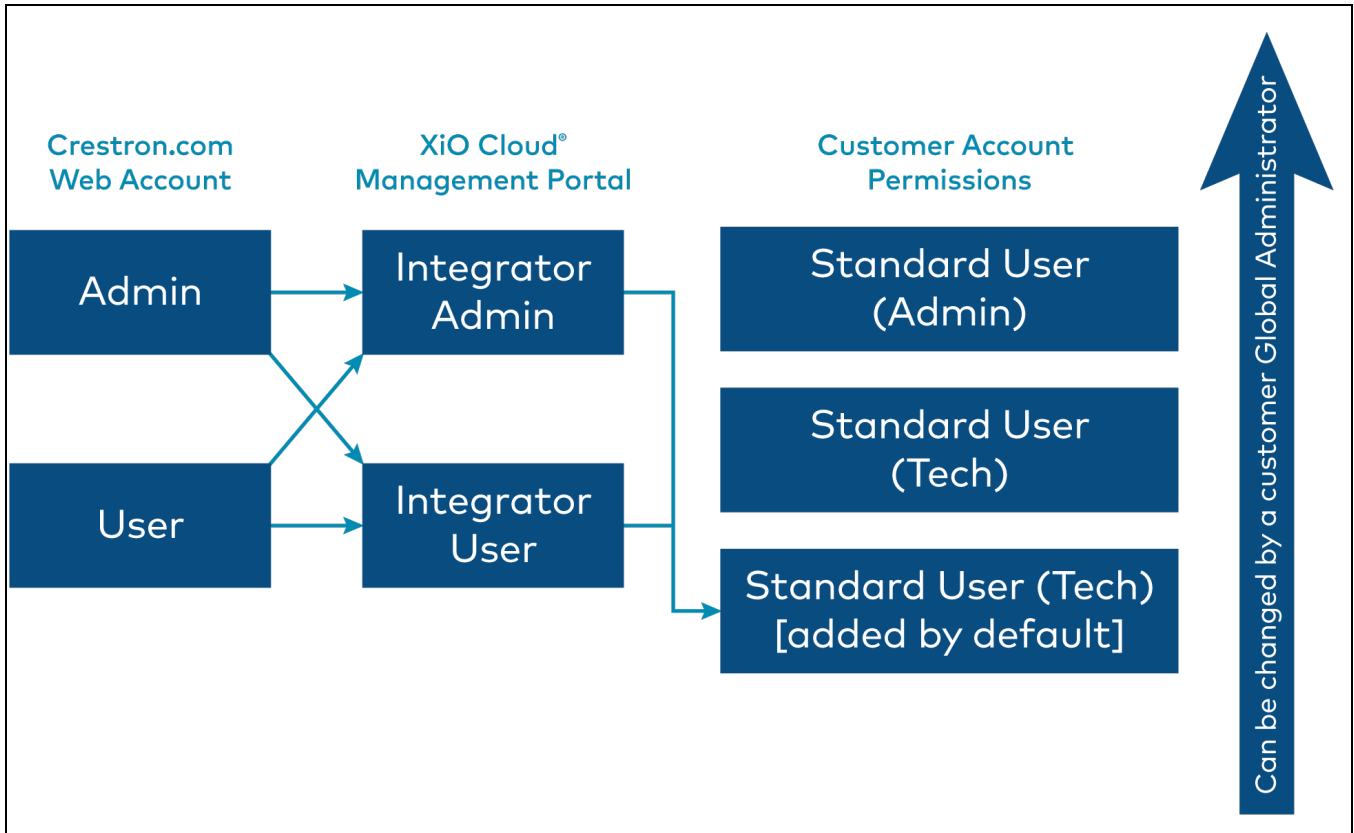 Crestron.com
Web Account
XiO Cloud®
Management Portal
Customer Account
Permissions
Admin
Integrator
Admin
Standard User
(Admin)
Standard User
(Tech)
User
Integrator
User
Standard User (Tech)
[added by default]
Can be changed by a customer Global Administrator